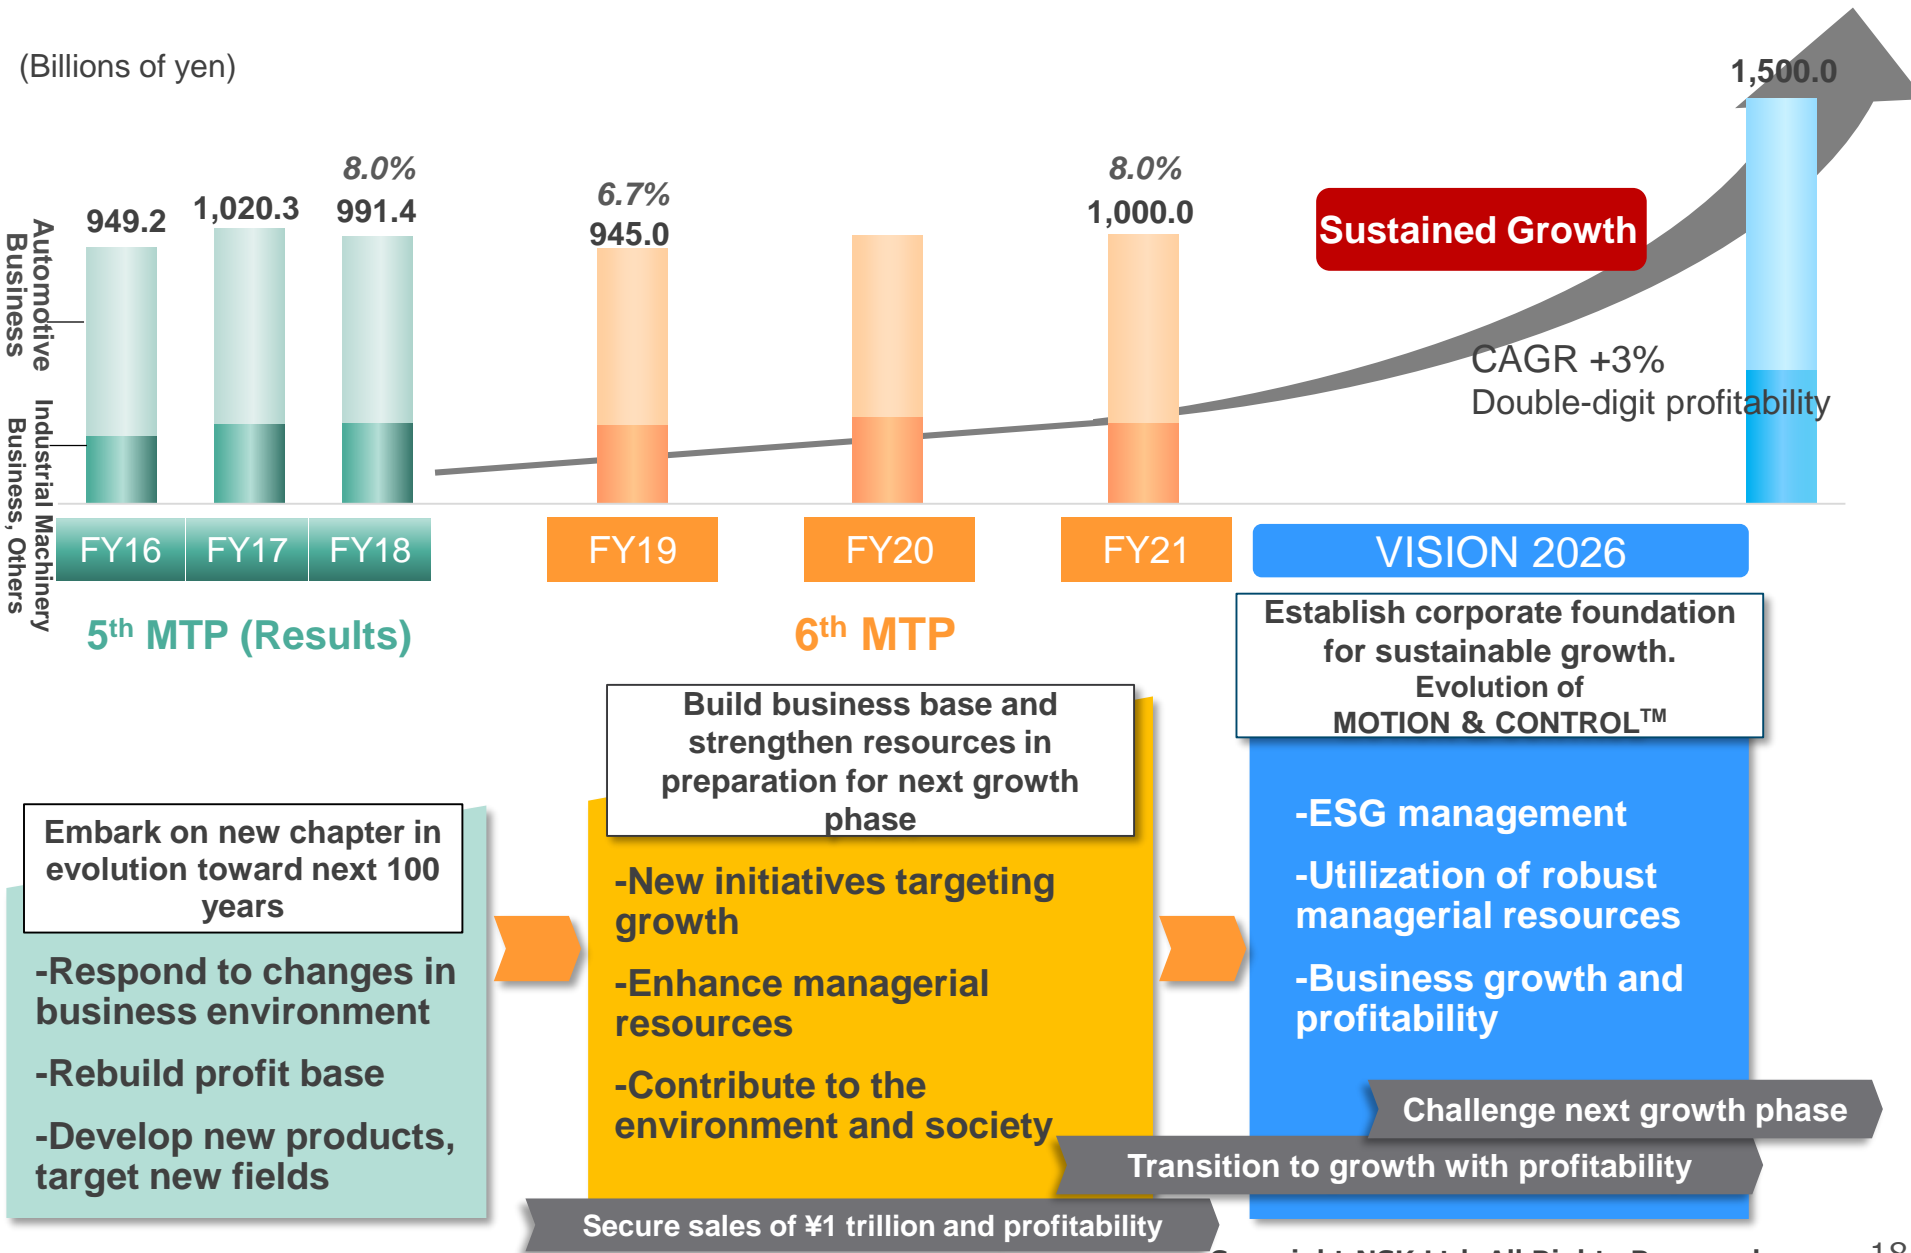 (Billions of yen)
1,500.0
8.0%
8.0%
6.7%
949.2
1,020.3
991.4
945.0
1,000.0
Sustained Growth
Automotive
Business
CAGR +3%
Double-digit profitability
Industrial Machinery
Business, Others
FY16
FY17
FY18
FY19
FY20
FY21
VISION 2026
5th MTP (Results)
6th MTP
Establish corporate foundation
for sustainable growth.
Evolution of
MOTION & CONTROL™
Build business base and
strengthen resources in
preparation for next growth
phase
Embark on new chapter in
evolution toward next 100
years
-Respond to changes in
business environment
-Rebuild profit base
-Develop new products,
target new fields
-New initiatives targeting
growth
-Enhance managerial
resources
-Contribute to the
environment and society
-ESG management
-Utilization of robust
managerial resources
-Business growth and
profitability
Challenge next growth phase
Transition to growth with profitability
Secure sales of ¥1 trillion and profitability
18